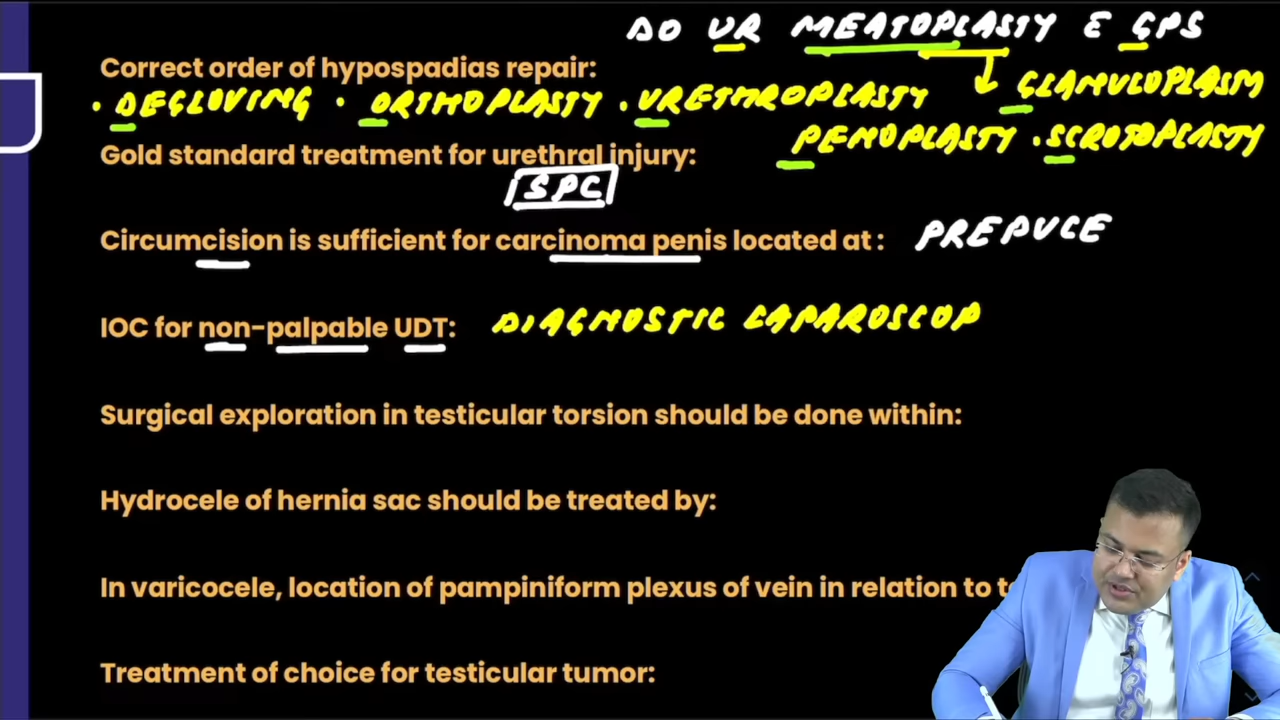 DO UR MEATOPLASTY C GPS
Correct order of hypospadias repair:
. DEGLOVING . ORTHOPLASTY . URETHROPLASTY ↓ GLANULOPLASTY
Gold standard treatment for urethral injury:
PENOPLASTY . SCROTOPLASTY
SPC
Circumcision is sufficient for carcinoma penis located at : PREPUCE
IOC for non-palpable UDT: DIAGNOSTIC LAPAROSCOP
Surgical exploration in testicular torsion should be done within:
Hydrocele of hernia sac should be treated by:
In varicocele, location of pampiniform plexus of vein in relation to
Treatment of choice for testicular tumor: